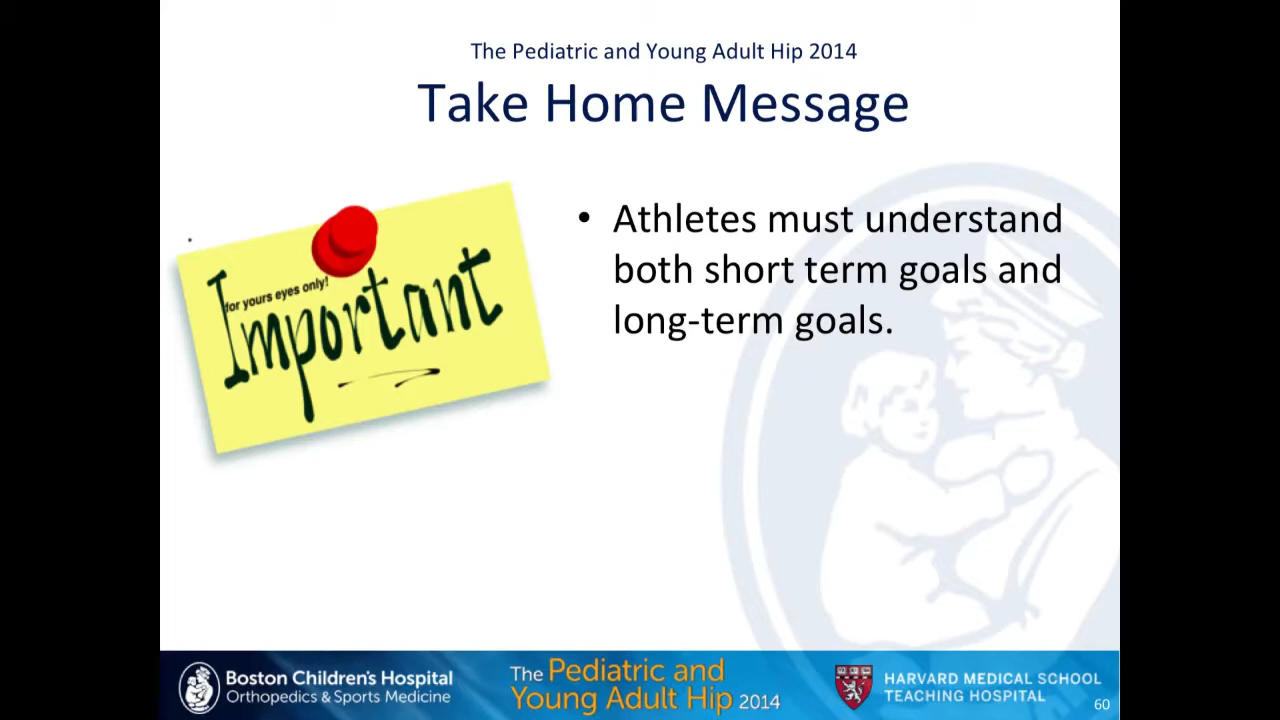 The Pediatric and Young Adult Hip 2014
Take Home Message
for yours eyes only!
Important
• Athletes must understand
both short term goals and
long-term goals.
Boston Children's Hospital
Orthopedics & Sports Medicine
The Pediatric and
Young Adult Hip 2014
HARVARD MEDICAL SCHOOL
TEACHING HOSPITAL
60